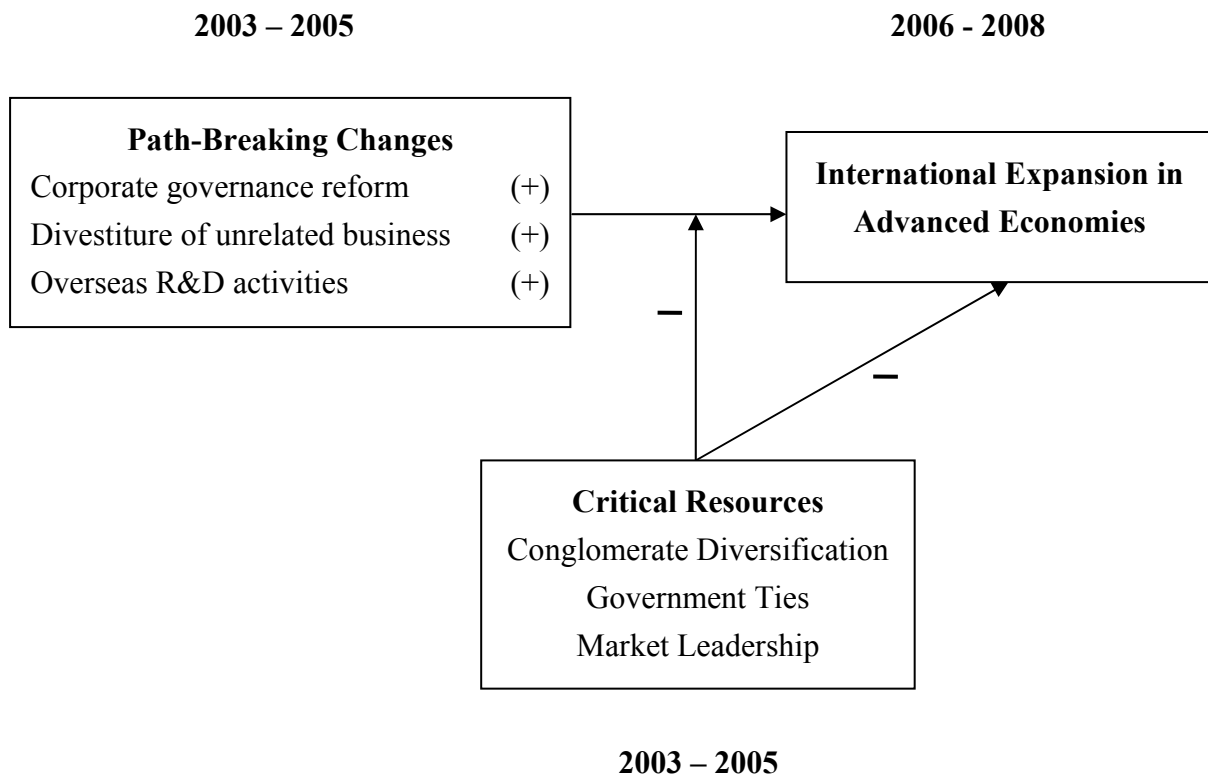 2003 – 2005
2006 - 2008
Path-Breaking Changes
Corporate governance reform (+)
Divestiture of unrelated business (+)
Overseas R&D activities (+)
International Expansion in
Advanced Economies
–
–
Critical Resources
Conglomerate Diversification
Government Ties
Market Leadership
2003 – 2005